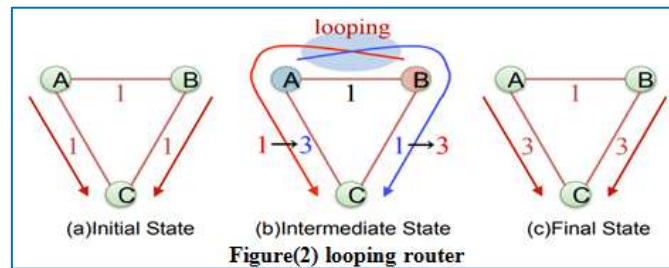 looping
A
B
1
1
1
C
(a)Initial State
A
B
1
1→3
1→3
C
(b)Intermediate State
A
B
1
3
3
C
(c)Final State
Figure(2) looping router